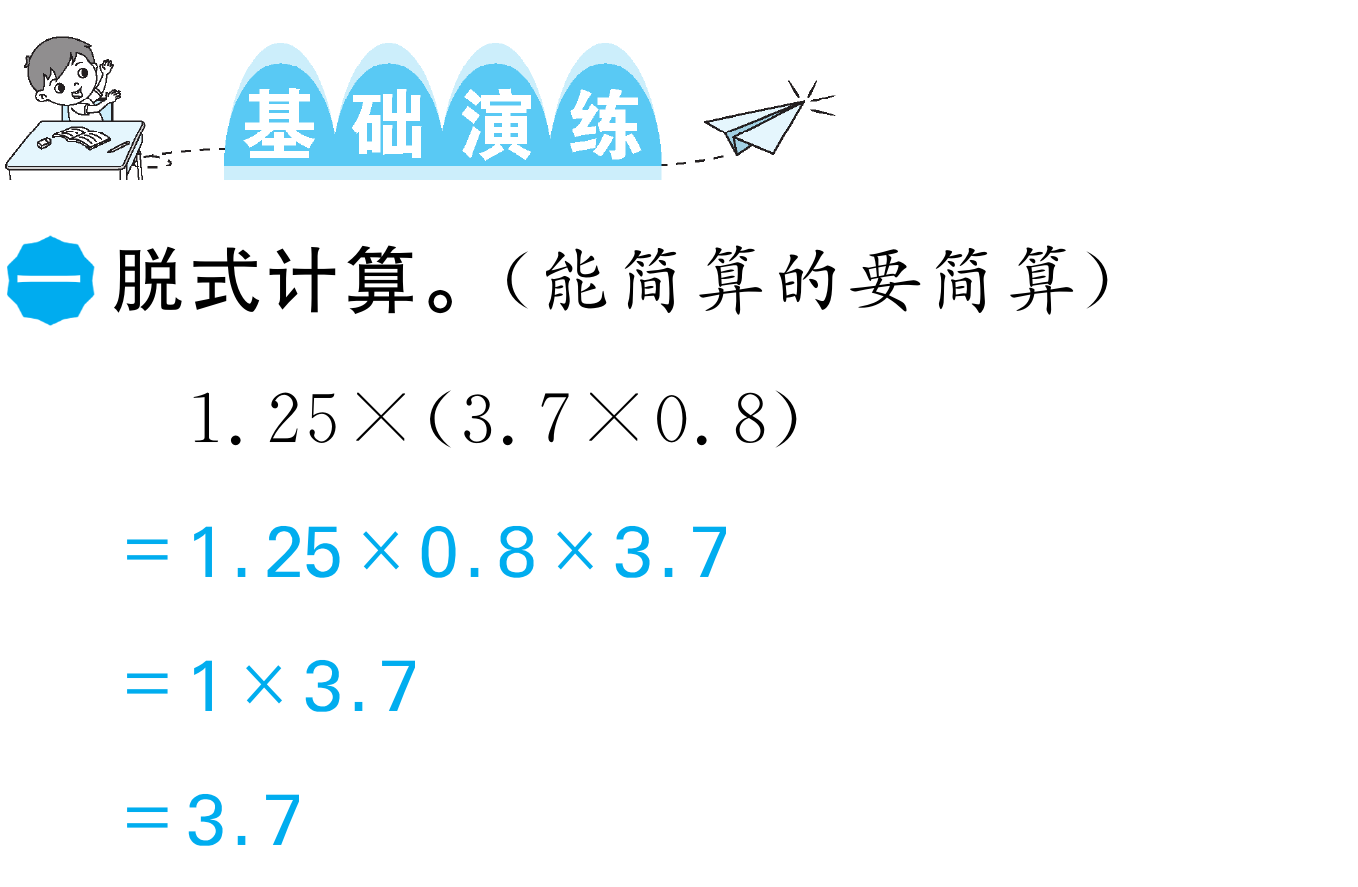 基础演练
一 脱式计算。(能简算的要简算)
1.25×(3.7×0.8)
=1.25×0.8×3.7
=1×3.7
=3.7